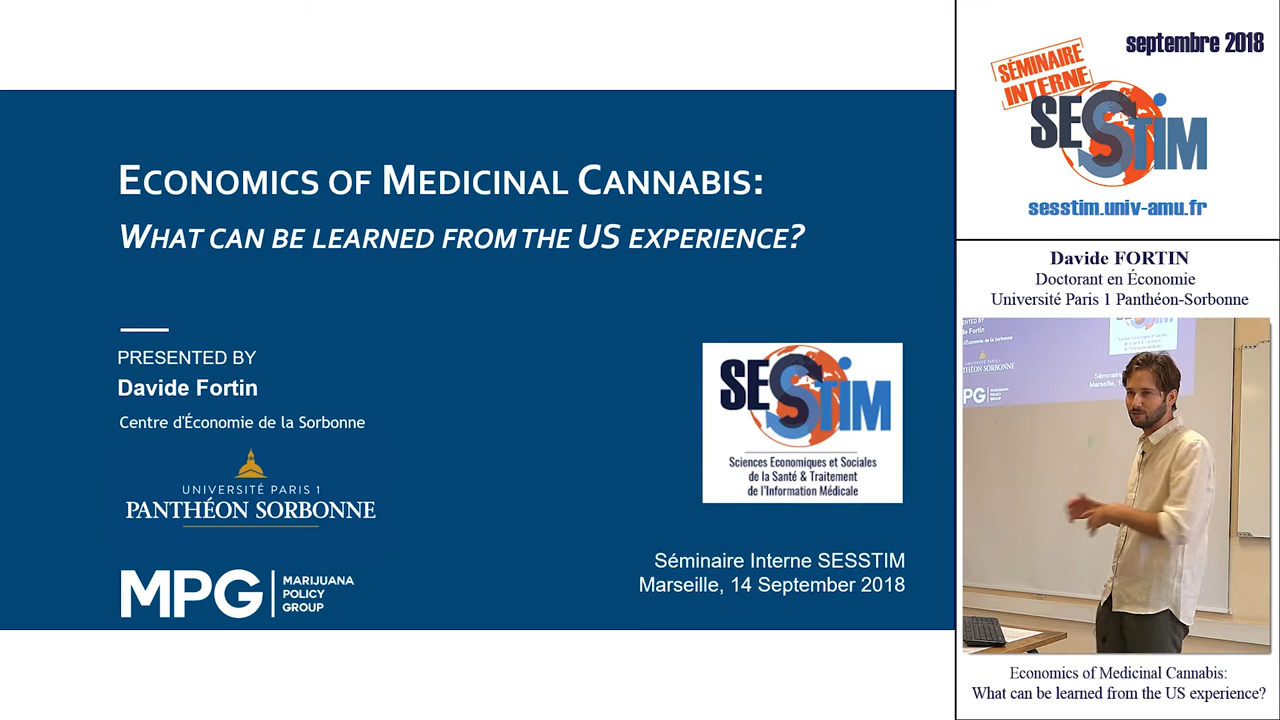 ECONOMICS OF MEDICINAL CANNABIS:
WHAT CAN BE LEARNED FROM THE US EXPERIENCE?
PRESENTED BY
Davide Fortin
Centre d'Économie de la Sorbonne
UNIVERSITÉ PARIS 1
PANTHÉON SORBONNE
MPG
MARIJUANA
POLICY
GROUP
SESSTIM
Sciences Economiques et Sociales
de la Santé & Traitement
de l'Information Médicale
Séminaire Interne SESSTIM
Marseille, 14 September 2018
septembre 2018
SÉMINAIRE
INTERNE
SESSTIM
sesstim.univ-amu.fr
Davide FORTIN
Doctorant en Économie
Université Paris 1 Panthéon-Sorbonne
Economics of Medicinal Cannabis:
What can be learned from the US experience?